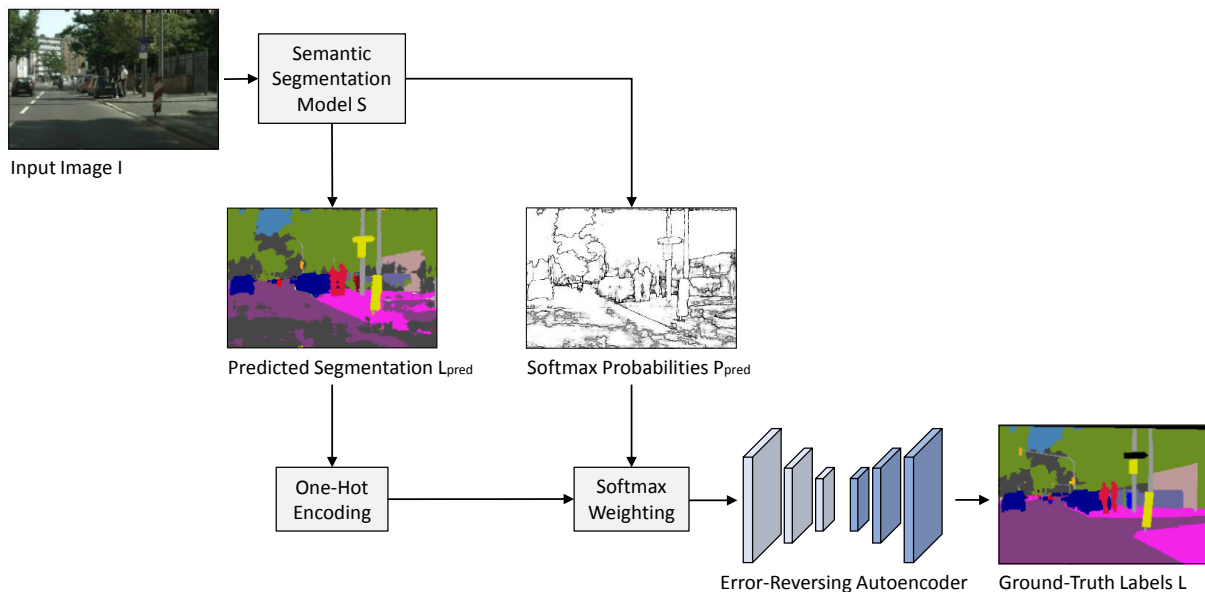 Semantic
Segmentation
Model S
Input Image I
Predicted Segmentation Lpred
Softmax Probabilities Ppred
One-Hot
Encoding
Softmax
Weighting
Error-Reversing Autoencoder
Ground-Truth Labels L